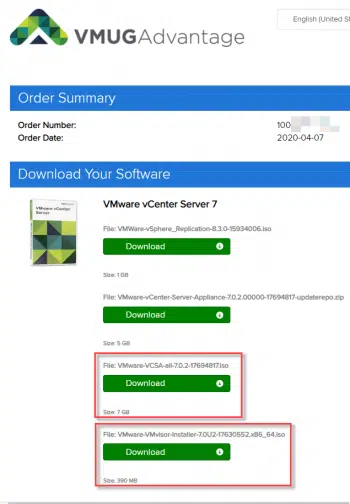 VMUGAdvantage
English (United St
Order Summary
Order Number: 100
Order Date: 2020-04-07
Download Your Software
VMware vCenter Server 7
VMware vCenter
Server
File: VMWare-vSphere_Replication-8.3.0-15934006.iso
Download
Size: 1 GB
File: VMware-vCenter-Server-Appliance-7.0.2.00000-17694817-updaterepo.zip
Download
Size: 5 GB
File: VMware-VCSA-all-7.0.2-17694817.iso
Download
Size: 7 GB
File: VMware-VMvisor-Installer-7.0U2-17630552.x86_64.iso
Download
Size: 390 MB